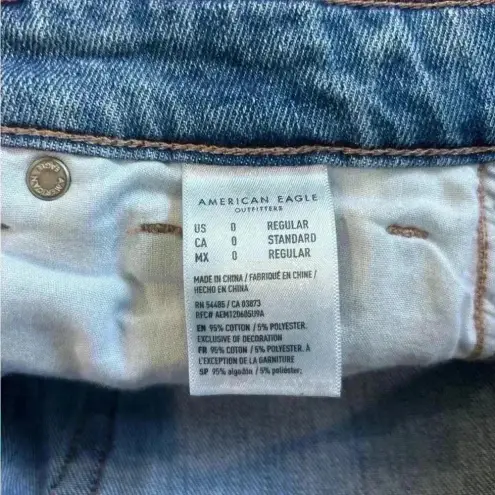 AMERICAN EAGLE
OUTFITTERS
US 0 REGULAR
CA 0 STANDARD
MX 0 REGULAR
MADE IN CHINA / FABRIQUÉ EN CHINE /
HECHO EN CHINA
RN 54485 / CA 03873
RFC# AEM120605U9A
EN 95% COTTON / 5% POLYESTER.
EXCLUSIVE OF DECORATION
FR 95% COTON / 5% POLYESTER. À
L'EXCEPTION DE LA GARNITURE
SP 95% algodón / 5% poliéster;